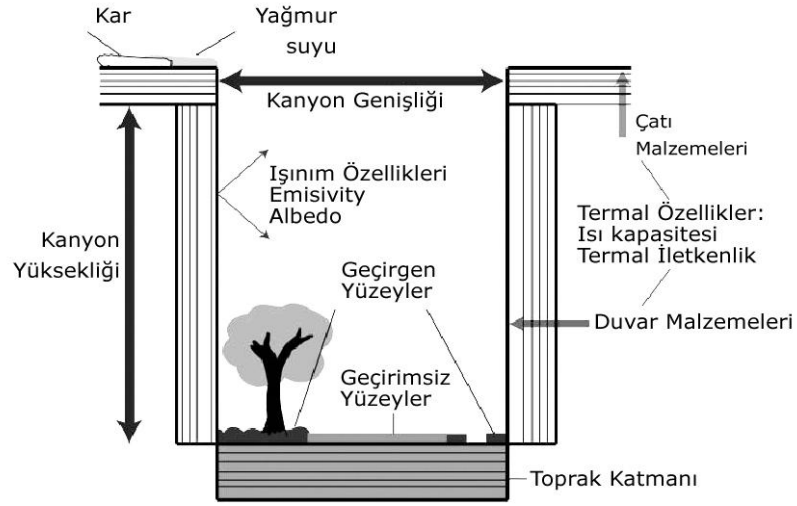 Kar
Yağmur
suyu
Kanyon Genişliği
Çatı
Malzemeleri
Işınım Özellikleri
Emisivity
Albedo
Termal Özellikler:
Isı kapasitesi
Termal İletkenlik
Kanyon
Yüksekliği
Geçirgen
Yüzeyler
Duvar Malzemeleri
Geçirimsiz
Yüzeyler
Toprak Katmanı